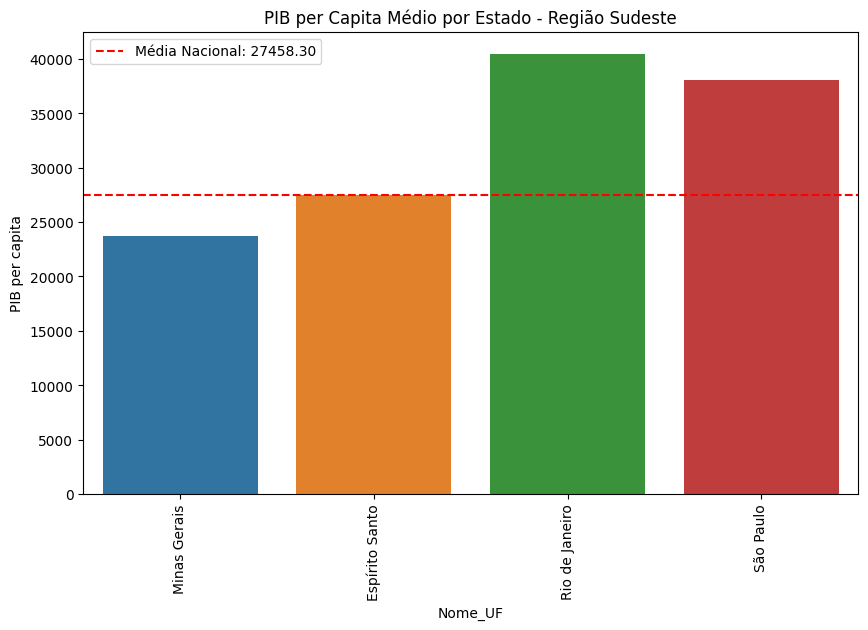 PIB per Capita Médio por Estado - Região Sudeste
Média Nacional: 27458.30
PIB per capita
40000
35000
30000
25000
20000
15000
10000
5000
0
Minas Gerais
Espírito Santo
Rio de Janeiro
São Paulo
Nome_UF